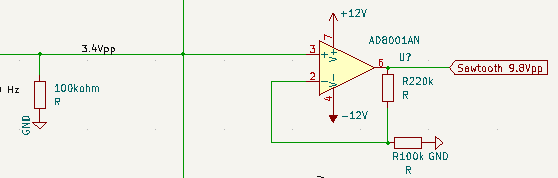 +12V
7
AD8001AN
U?
3.4Vpp
3
V+
6
Sawtooth 9.8Vpp
Hz
100kohm
R
2
V-
4
R220k
R
-12V
GND
R100k
GND
R